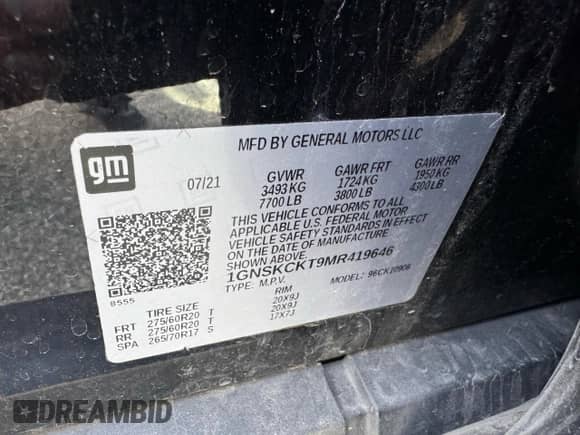 MFD BY GENERAL MOTORS LLC
gm
07/21
GVWR GAWR FRT GAWR RR
3493 KG 1724 KG 1950 KG
7700 LB 3800 LB 4300 LB
THIS VEHICLE CONFORMS TO ALL
APPLICABLE U.S. FEDERAL MOTOR
VEHICLE SAFETY STANDARDS IN EFFECT
ON THE DATE OF MANUFACTURE
SHOWN ABOVE.
1GNSKCKT9MR419646
TYPE: M.P.V. MODEL: 96CK10906
8555
TIRE SIZE RIM
FRT 275/60R20 T 20X9J
RR 275/60R20 T 20X9J
SPA 265/70R17 S 17X7J
DREAMBID